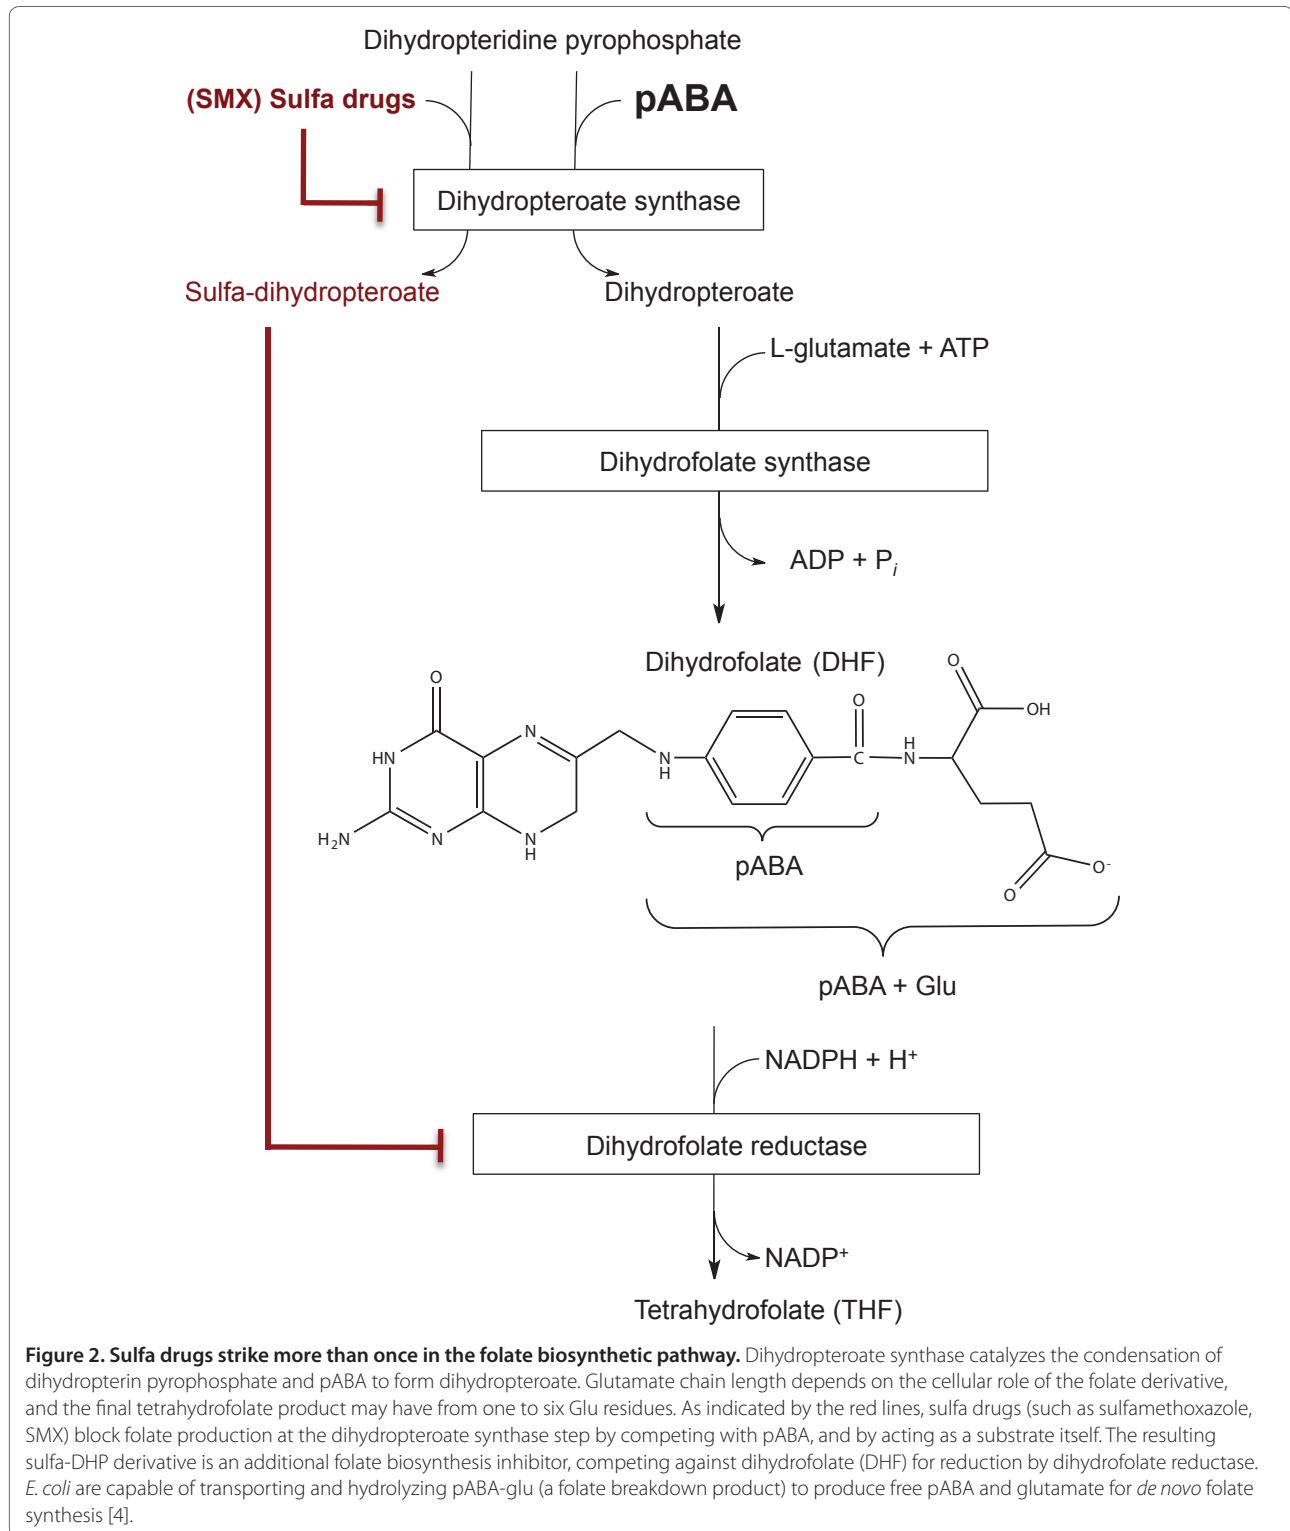 Dihydropteridine pyrophosphate
(SMX) Sulfa drugs
pABA
Dihydropteroate synthase
Sulfa-dihydropteroate
Dihydropteroate
L-glutamate + ATP
Dihydrofolate synthase
ADP + Pi
Dihydrofolate (DHF)
O
O
OH
O
N
HN
N
H
C
H
N
H₂N
N
N
H
pABA
O
O-
pABA + Glu
NADPH + H⁺
Dihydrofolate reductase
NADP⁺
Tetrahydrofolate (THF)
Figure 2. Sulfa drugs strike more than once in the folate biosynthetic pathway. Dihydropteroate synthase catalyzes the condensation of
dihydropterin pyrophosphate and pABA to form dihydropteroate. Glutamate chain length depends on the cellular role of the folate derivative,
and the final tetrahydrofolate product may have from one to six Glu residues. As indicated by the red lines, sulfa drugs (such as sulfamethoxazole,
SMX) block folate production at the dihydropteroate synthase step by competing with pABA, and by acting as a substrate itself. The resulting
sulfa-DHP derivative is an additional folate biosynthesis inhibitor, competing against dihydrofolate (DHF) for reduction by dihydrofolate reductase.
E. coli are capable of transporting and hydrolyzing pABA-glu (a folate breakdown product) to produce free pABA and glutamate for de novo folate
synthesis [4].